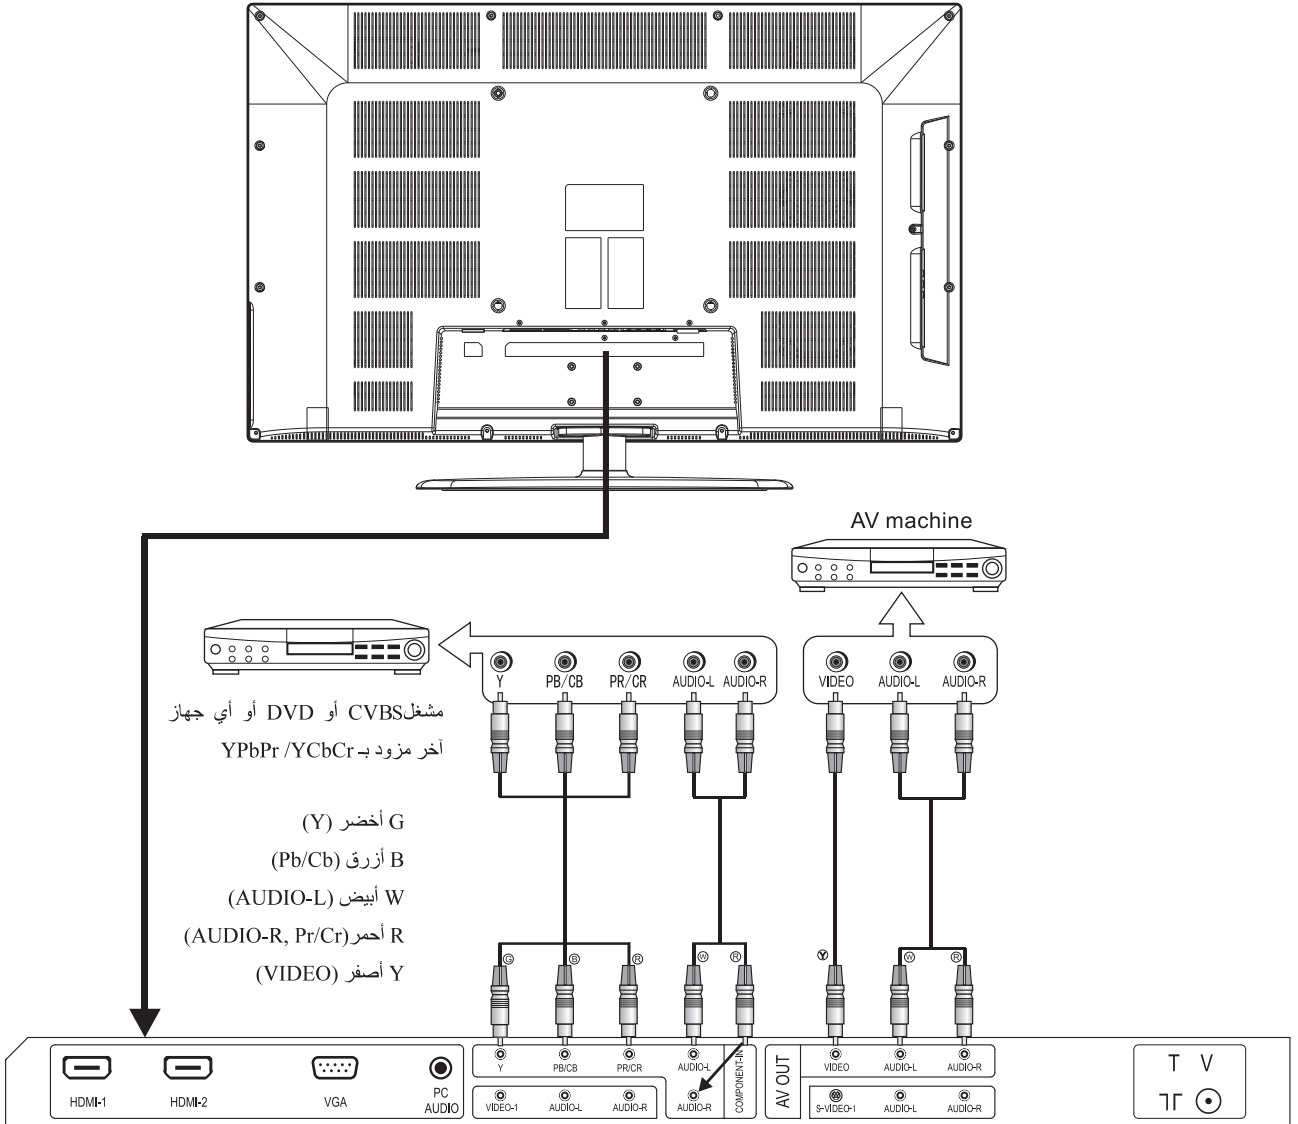 AV machine
Y PB/CB PR/CR AUDIO-L AUDIO-R
VIDEO AUDIO-L AUDIO-R
مشغلCVBS أو DVD أو أي جهاز
آخر مزود بـ YPbPr /YCbCr
G أخضر (Y)
B أزرق (Pb/Cb)
W أبيض (AUDIO-L)
R أحمر(AUDIO-R, Pr/Cr)
Y أصفر (VIDEO)
G B R W R Y W R
HDMI-1 HDMI-2 VGA
PC
AUDIO
Y PB/CB PR/CR AUDIO-L
VIDEO-1 AUDIO-L AUDIO-R AUDIO-R
COMPONENT-IN
AV OUT
VIDEO AUDIO-L AUDIO-R
S-VIDEO-1 AUDIO-L AUDIO-R
T V